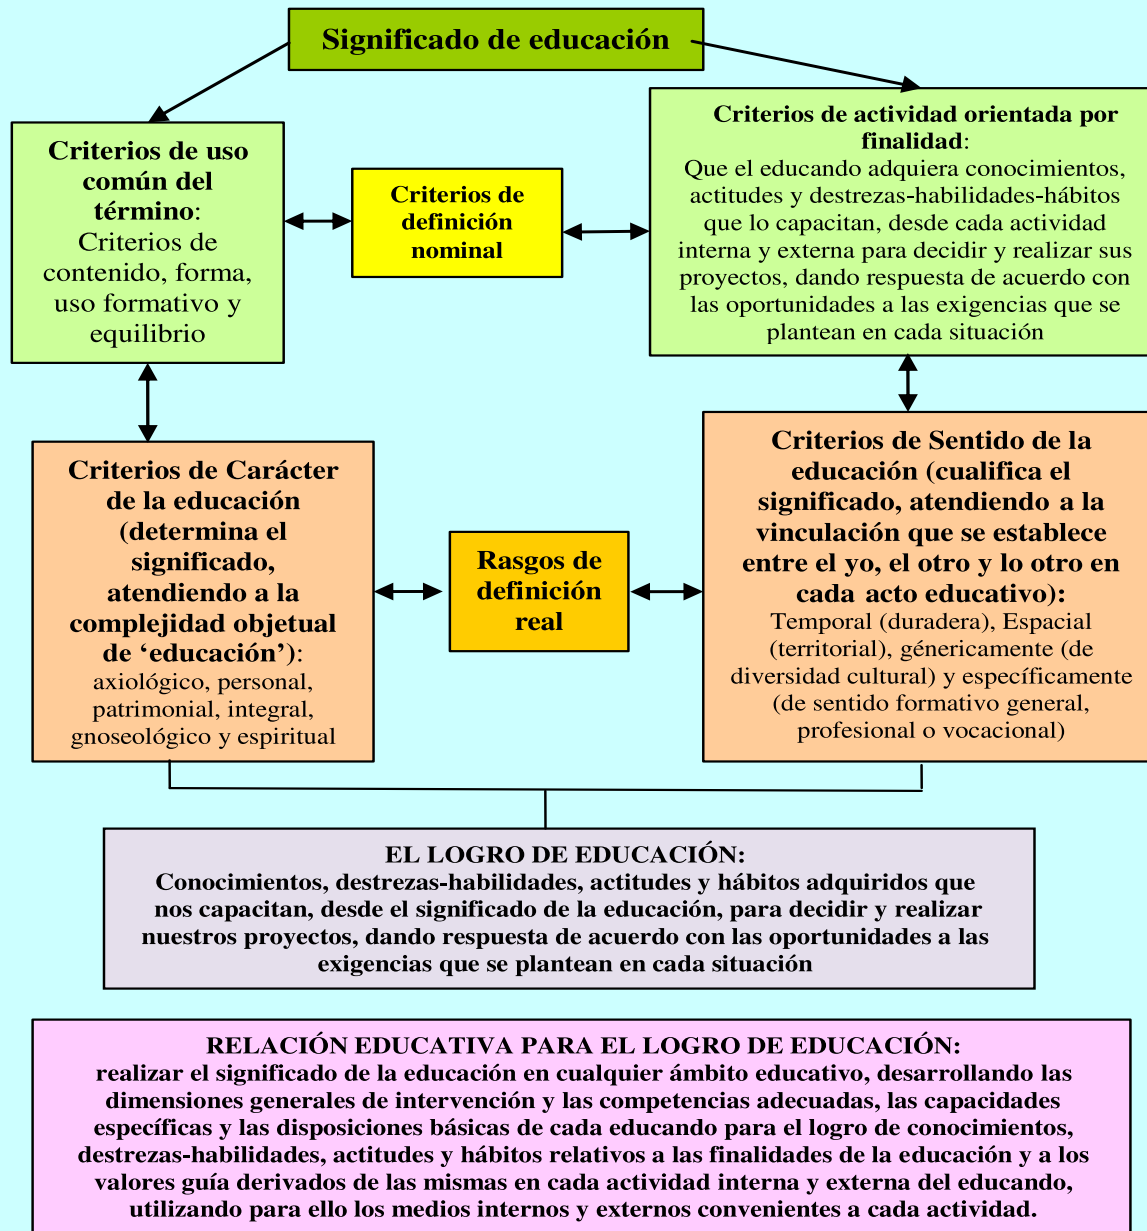 Significado de educación
Criterios de uso
común del
término:
Criterios de
contenido, forma,
uso formativo y
equilibrio
Criterios de
definición
nominal
Criterios de actividad orientada por
finalidad:
Que el educando adquiera conocimientos,
actitudes y destrezas-habilidades-hábitos
que lo capacitan, desde cada actividad
interna y externa para decidir y realizar sus
proyectos, dando respuesta de acuerdo con
las oportunidades a las exigencias que se
plantean en cada situación
Criterios de Carácter
de la educación
(determina el
significado,
atendiendo a la
complejidad objetual
de ‘educación’):
axiológico, personal,
patrimonial, integral,
gnoseológico y espiritual
Rasgos de
definición
real
Criterios de Sentido de la
educación (cualifica el
significado, atendiendo a la
vinculación que se establece
entre el yo, el otro y lo otro en
cada acto educativo):
Temporal (duradera), Espacial
(territorial), génericamente (de
diversidad cultural) y específicamente
(de sentido formativo general,
profesional o vocacional)
EL LOGRO DE EDUCACIÓN:
Conocimientos, destrezas-habilidades, actitudes y hábitos adquiridos que
nos capacitan, desde el significado de la educación, para decidir y realizar
nuestros proyectos, dando respuesta de acuerdo con las oportunidades a las
exigencias que se plantean en cada situación
RELACIÓN EDUCATIVA PARA EL LOGRO DE EDUCACIÓN:
realizar el significado de la educación en cualquier ámbito educativo, desarrollando las
dimensiones generales de intervención y las competencias adecuadas, las capacidades
específicas y las disposiciones básicas de cada educando para el logro de conocimientos,
destrezas-habilidades, actitudes y hábitos relativos a las finalidades de la educación y a los
valores guía derivados de las mismas en cada actividad interna y externa del educando,
utilizando para ello los medios internos y externos convenientes a cada actividad.